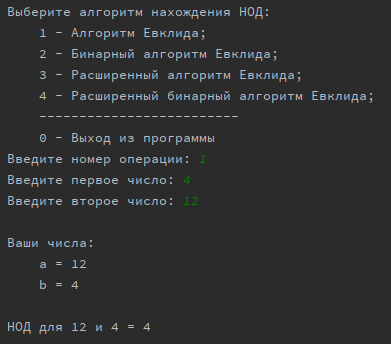 Выберите алгоритм нахождения НОД:
1 - Алгоритм Евклида;
2 - Бинарный алгоритм Евклида;
3 - Расширенный алгоритм Евклида;
4 - Расширенный бинарный алгоритм Евклида;
-------------------------
0 - Выход из программы
Введите номер операции: 1
Введите первое число: 4
Введите второе число: 12
Ваши числа:
a = 12
b = 4
НОД для 12 и 4 = 4